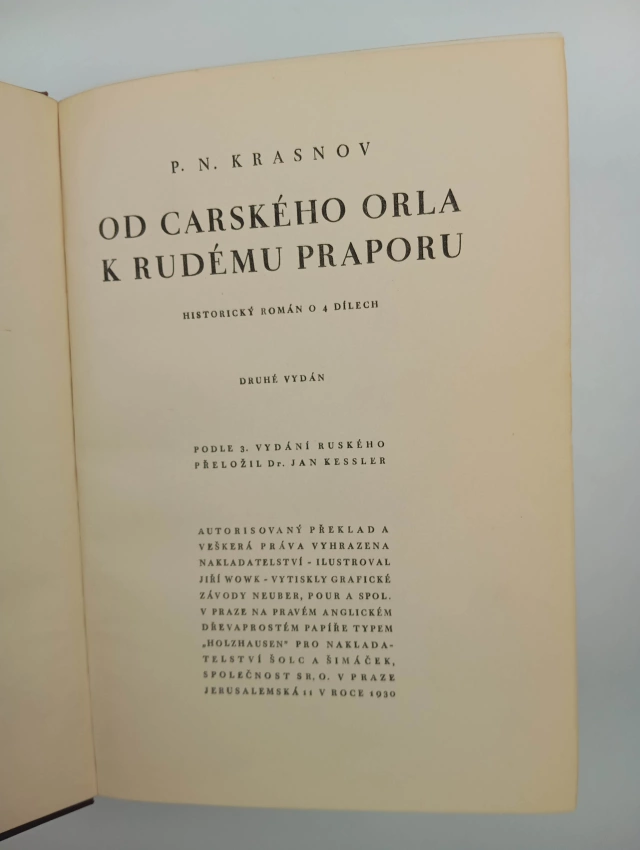 P. N. KRASNOV
OD CARSKÉHO ORLA
K RUDÉMU PRAPORU
HISTORICKÝ ROMÁN O 4 DÍLECH
DRUHÉ VYDÁN
PODLE 3. VYDÁNÍ RUSKÉHO
PŘELOŽIL Dr. JAN KESSLER
AUTORISOVANÝ PŘEKLAD A
VEŠKERÁ PRÁVA VYHRAZENA
NAKLADATELSTVÍ - ILUSTROVAL
JIŘÍ WOWK - VYTISKLY GRAFICKÉ
ZÁVODY NEUBER, POUR A SPOL.
V PRAZE NA PRAVÉM ANGLICKÉM
DŘEVAPROSTÉM PAPÍŘE TYPEM
„HOLZHAUSEN" PRO NAKLADA-
TELSTVÍ ŠOLC A ŠIMÁČEK,
SPOLEČNOST SR, O. V PRAZE
JERUSALEMSKÁ 11 V ROCE 1930